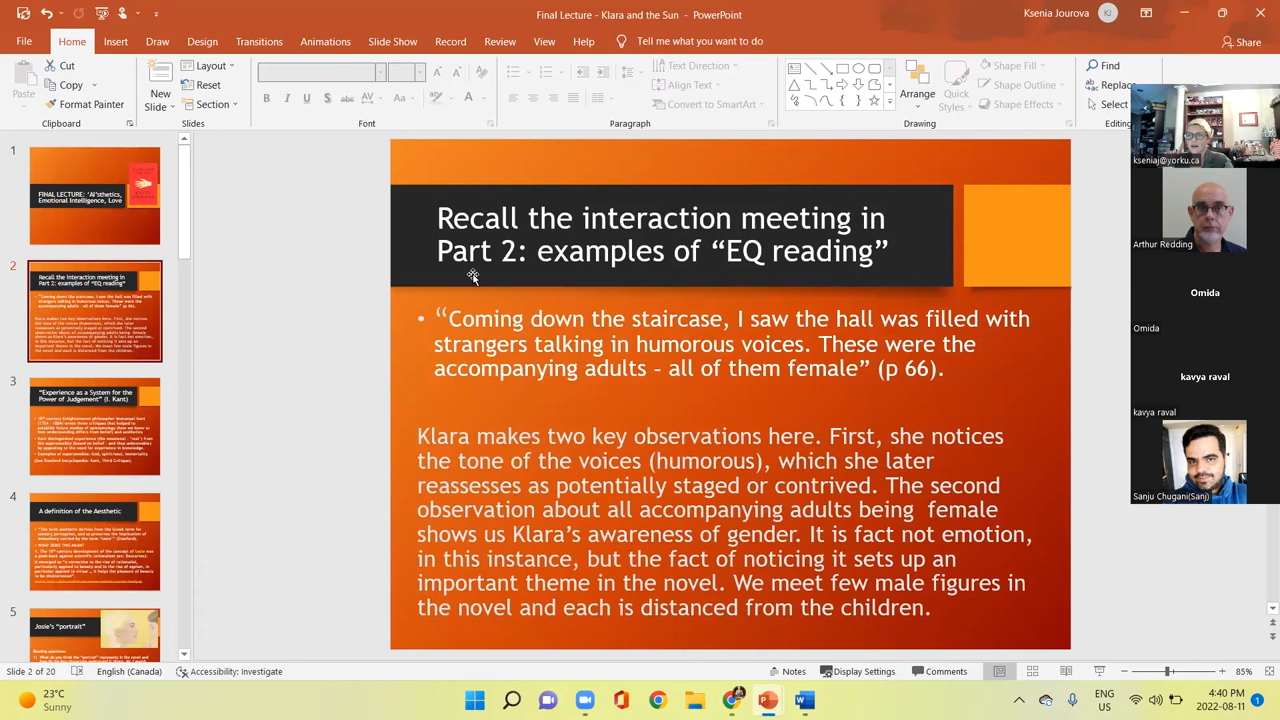 Final Lecture - Klara and the Sun - PowerPoint
Ksenia Jourova
KJ
File Home Insert Draw Design Transitions Animations Slide Show Record Review View Help Tell me what you want to do
Share
Paste
Cut
Copy
Format Painter
Clipboard
New
Slide
Layout
Reset
Section
Slides
Font
Text Direction
Align Text
Convert to SmartArt
Paragraph
Arrange
Quick
Styles
Shape Fill
Shape Outline
Shape Effects
Drawing
Find
Replace
Select
Editing
1
FINAL LECTURE: ‘AI’sthetics,
Emotional Intelligence, Love
2
Recall the interaction meeting in
Part 2: examples of “EQ reading”
3
“Experience as a System for the
Power of Judgement” (I. Kant)
4
A definition of the Aesthetic
5
Josie’s “portrait”
Recall the interaction meeting in
Part 2: examples of “EQ reading”
• “Coming down the staircase, I saw the hall was filled with
strangers talking in humorous voices. These were the
accompanying adults - all of them female” (p 66).
Klara makes two key observations here. First, she notices
the tone of the voices (humorous), which she later
reassesses as potentially staged or contrived. The second
observation about all accompanying adults being female
shows us Klara’s awareness of gender. It is fact not emotion,
in this instance, but the fact of noticing it sets up an
important theme in the novel. We meet few male figures in
the novel and each is distanced from the children.
kseniaj@yorku.ca
Arthur Redding
Omida
Omida
kavya raval
kavya raval
Sanju Chugani(Sanj)
Slide 2 of 20
English (Canada)
Accessibility: Investigate
Notes
Display Settings
Comments
85%
23°C
Sunny
ENG
US
4:40 PM
2022-08-11
1